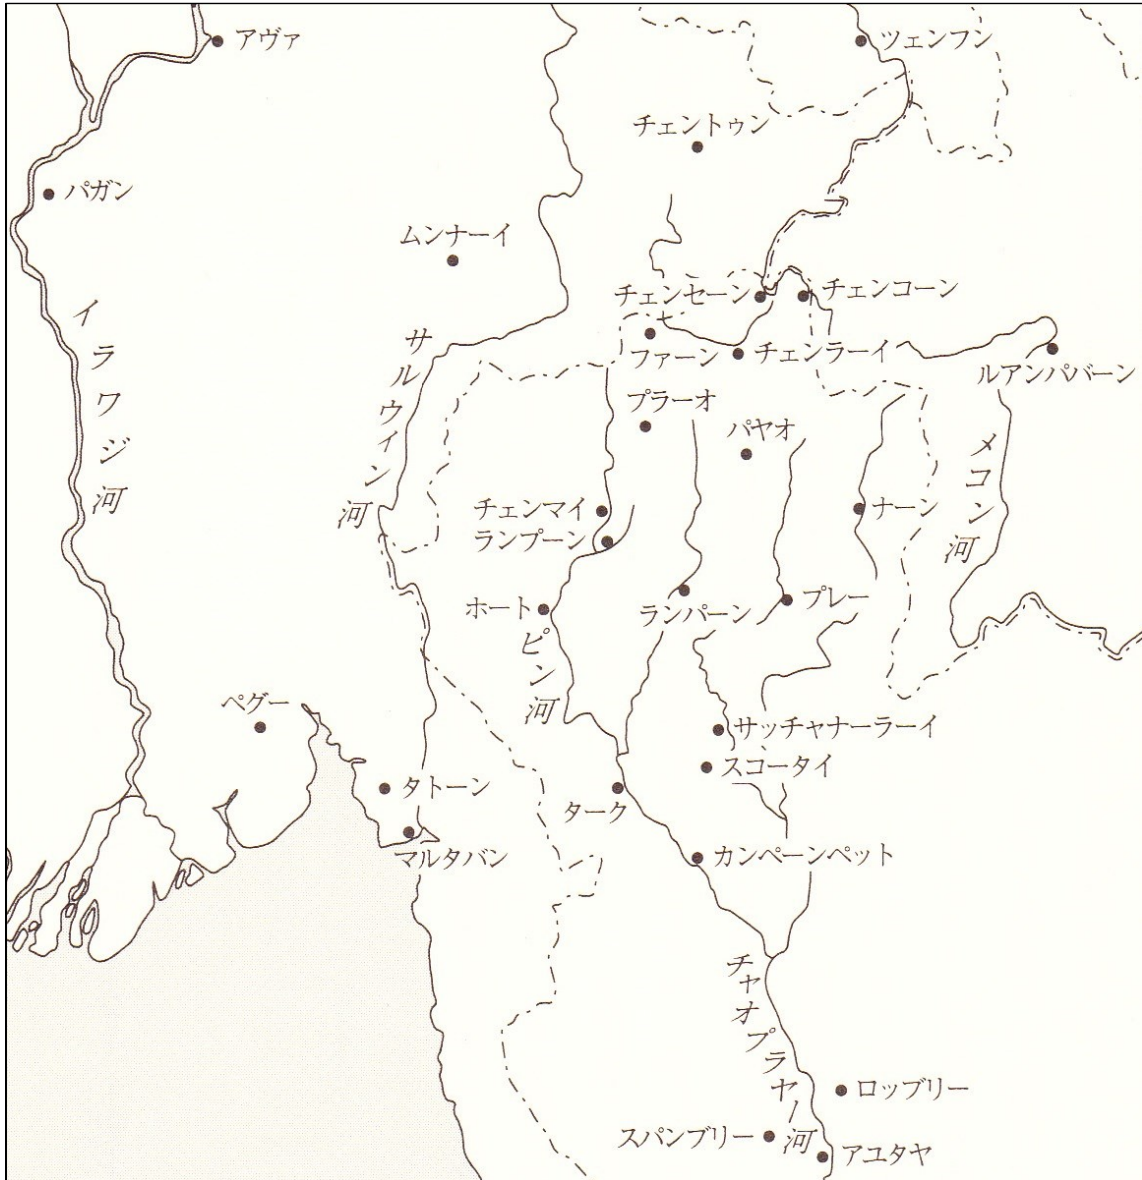 アヴァ
ツェンフン
チェントゥン
パガン
ムンナーイ
チェンセーン
チェンコーン
イラワジ河
サルウィン河
ファーン
チェンラーイ
ルアンパバーン
プラーオ
パヤオ
メコン河
チェンマイ
ランプーン
ナーン
ホート
ランパーン
プレー
ピン河
ペグー
サッチャナーラーイ
スコータイ
タトーン
ターク
マルタバン
カンペーンペット
チャオプラヤー河
ロッブリー
スパンブリー
アユタヤ